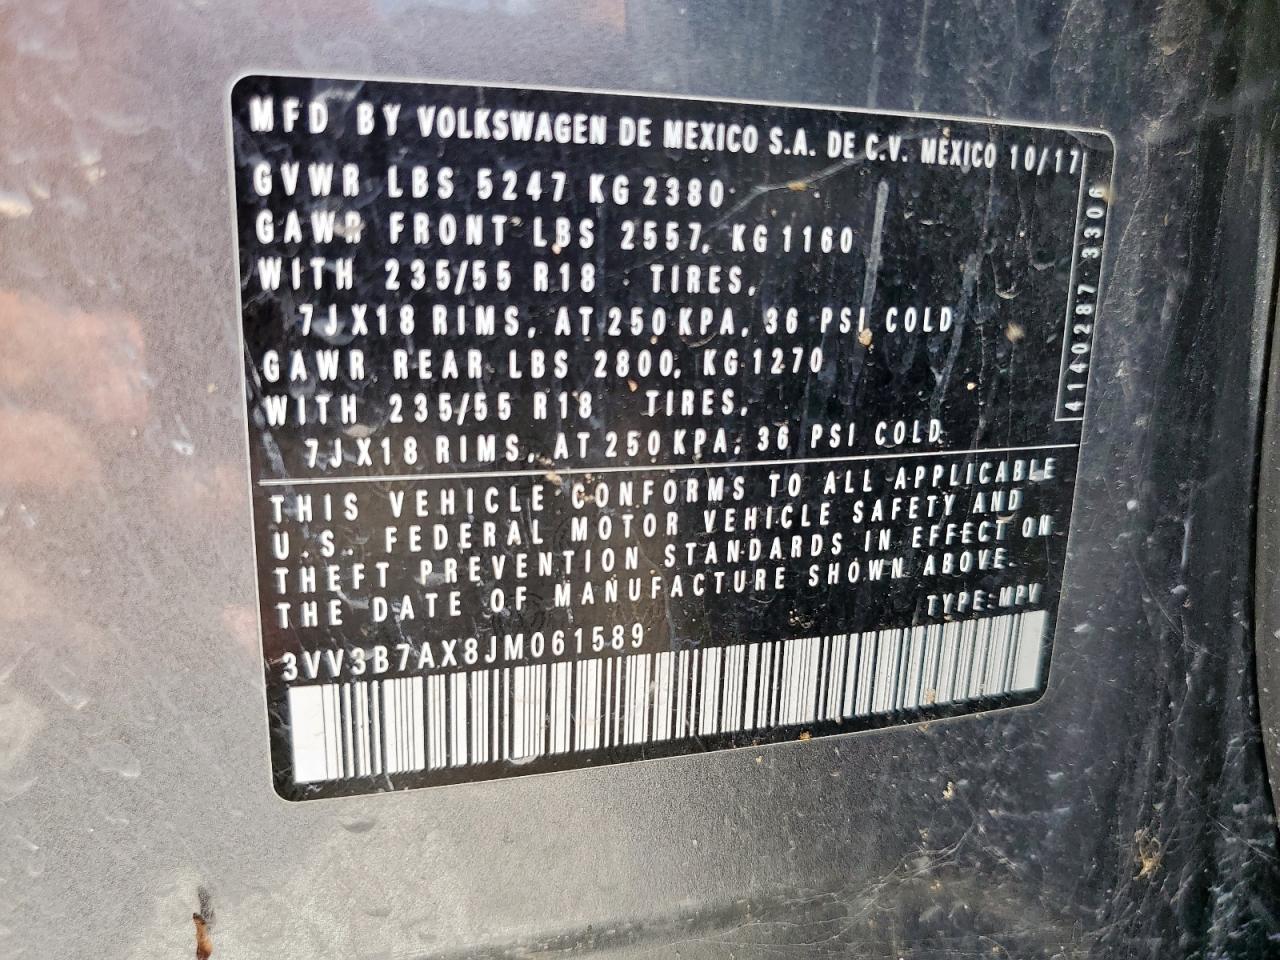 MFD BY VOLKSWAGEN DE MEXICO S.A. DE C.V. MEXICO 10/17
GVWR LBS 5247 KG 2380
GAWR FRONT LBS 2557, KG 1160
WITH 235/55 R18 TIRES,
7JX18 RIMS, AT 250 KPA, 36 PSI COLD
GAWR REAR LBS 2800, KG 1270
WITH 235/55 R18 TIRES,
7JX18 RIMS, AT 250 KPA, 36 PSI COLD
THIS VEHICLE CONFORMS TO ALL APPLICABLE
U.S. FEDERAL MOTOR VEHICLE SAFETY AND
THEFT PREVENTION STANDARDS IN EFFECT ON
THE DATE OF MANUFACTURE SHOWN ABOVE.
TYPE: MPV
3VV3B7AX8JM061589
4140287 3306